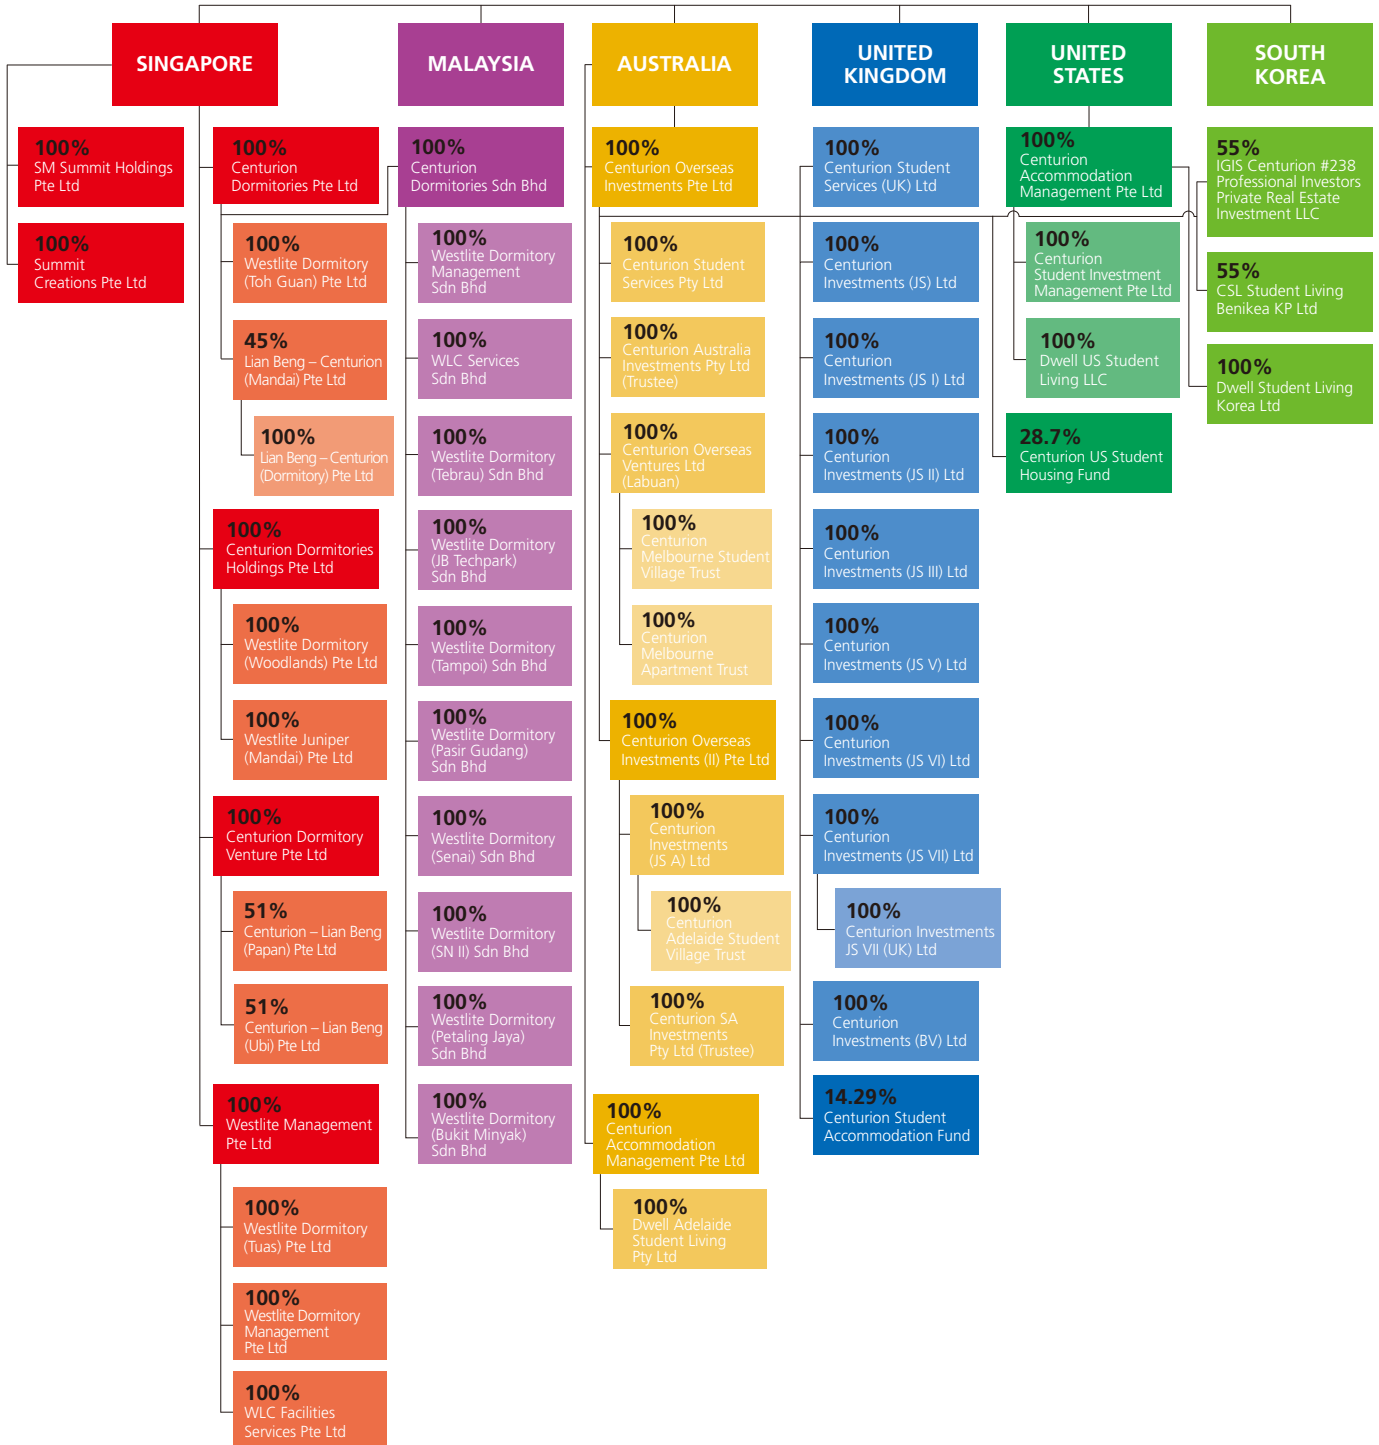 SINGAPORE
100%
SM Summit Holdings
Pte Ltd
100%
Summit
Creations Pte Ltd
100%
Centurion
Dormitories Pte Ltd
100%
Westlite Dormitory
(Toh Guan) Pte Ltd
45%
Lian Beng – Centurion
(Mandai) Pte Ltd
100%
Lian Beng – Centurion
(Dormitory) Pte Ltd
100%
Centurion Dormitories
Holdings Pte Ltd
100%
Westlite Dormitory
(Woodlands) Pte Ltd
100%
Westlite Juniper
(Mandai) Pte Ltd
100%
Centurion Dormitory
Venture Pte Ltd
51%
Centurion – Lian Beng
(Papan) Pte Ltd
51%
Centurion – Lian Beng
(Ubi) Pte Ltd
100%
Westlite Management
Pte Ltd
100%
Westlite Dormitory
(Tuas) Pte Ltd
100%
Westlite Dormitory
Management
Pte Ltd
100%
WLC Facilities
Services Pte Ltd
MALAYSIA
100%
Centurion
Dormitories Sdn Bhd
100%
Westlite Dormitory
Management
Sdn Bhd
100%
WLC Services
Sdn Bhd
100%
Westlite Dormitory
(Tebrau) Sdn Bhd
100%
Westlite Dormitory
(JB Techpark)
Sdn Bhd
100%
Westlite Dormitory
(Tampoi) Sdn Bhd
100%
Westlite Dormitory
(Pasir Gudang)
Sdn Bhd
100%
Westlite Dormitory
(Senai) Sdn Bhd
100%
Westlite Dormitory
(SN II) Sdn Bhd
100%
Westlite Dormitory
(Petaling Jaya)
Sdn Bhd
100%
Westlite Dormitory
(Bukit Minyak)
Sdn Bhd
AUSTRALIA
100%
Centurion Overseas
Investments Pte Ltd
100%
Centurion Student
Services Pty Ltd
100%
Centurion Australia
Investments Pty Ltd
(Trustee)
100%
Centurion Overseas
Ventures Ltd
(Labuan)
100%
Centurion
Melbourne Student
Village Trust
100%
Centurion
Melbourne
Apartment Trust
100%
Centurion Overseas
Investments (II) Pte Ltd
100%
Centurion
Investments
(JS A) Ltd
100%
Centurion
Adelaide Student
Village Trust
100%
Centurion SA
Investments
Pty Ltd (Trustee)
100%
Centurion
Accommodation
Management Pte Ltd
100%
Dwell Adelaide
Student Living
Pty Ltd
UNITED
KINGDOM
100%
Centurion Student
Services (UK) Ltd
100%
Centurion
Investments (JS) Ltd
100%
Centurion
Investments (JS I) Ltd
100%
Centurion
Investments (JS II) Ltd
100%
Centurion
Investments (JS III) Ltd
100%
Centurion
Investments (JS V) Ltd
100%
Centurion
Investments (JS VI) Ltd
100%
Centurion
Investments (JS VII) Ltd
100%
Centurion Investments
JS VII (UK) Ltd
100%
Centurion
Investments (BV) Ltd
14.29%
Centurion Student
Accommodation Fund
UNITED
STATES
100%
Centurion
Accommodation
Management Pte Ltd
100%
Centurion
Student Investment
Management Pte Ltd
100%
Dwell US Student
Living LLC
28.7%
Centurion US Student
Housing Fund
SOUTH
KOREA
55%
IGIS Centurion #238
Professional Investors
Private Real Estate
Investment LLC
55%
CSL Student Living
Benikea KP Ltd
100%
Dwell Student Living
Korea Ltd